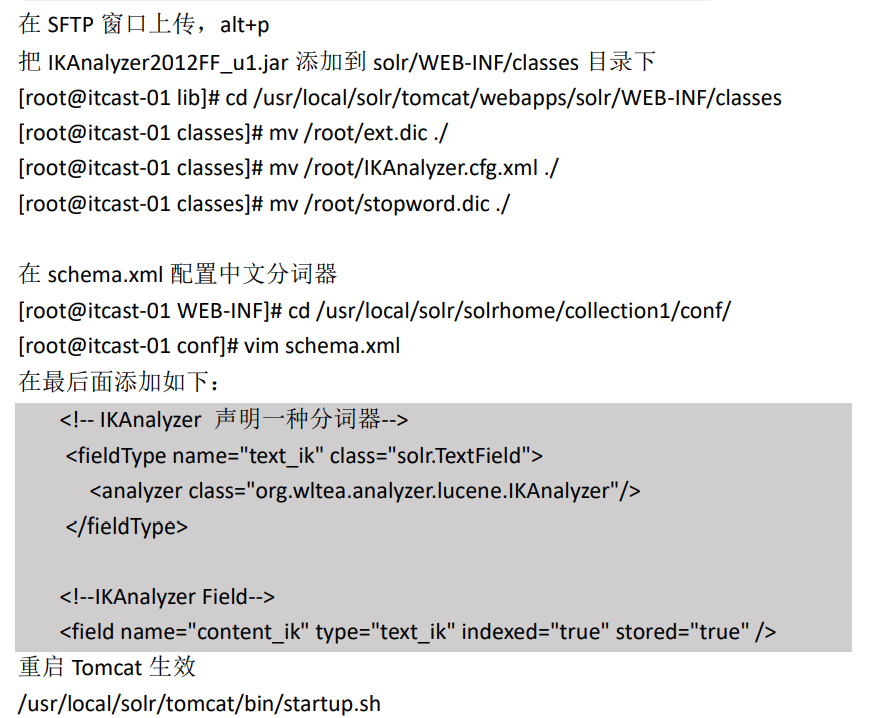 在 SFTP 窗口上传，alt+p
把 IKAnalyzer2012FF_u1.jar 添加到 solr/WEB-INF/classes 目录下
[root@itcast-01 lib]# cd /usr/local/solr/tomcat/webapps/solr/WEB-INF/classes
[root@itcast-01 classes]# mv /root/ext.dic ./
[root@itcast-01 classes]# mv /root/IKAnalyzer.cfg.xml ./
[root@itcast-01 classes]# mv /root/stopword.dic ./
在 schema.xml 配置中文分词器
[root@itcast-01 WEB-INF]# cd /usr/local/solr/solrhome/collection1/conf/
[root@itcast-01 conf]# vim schema.xml
在最后面添加如下：
<!-- IKAnalyzer 声明一种分词器-->
<fieldType name="text_ik" class="solr.TextField">
<analyzer class="org.wltea.analyzer.lucene.IKAnalyzer"/>
</fieldType>
<!--IKAnalyzer Field-->
<field name="content_ik" type="text_ik" indexed="true" stored="true" />
重启 Tomcat 生效
/usr/local/solr/tomcat/bin/startup.sh